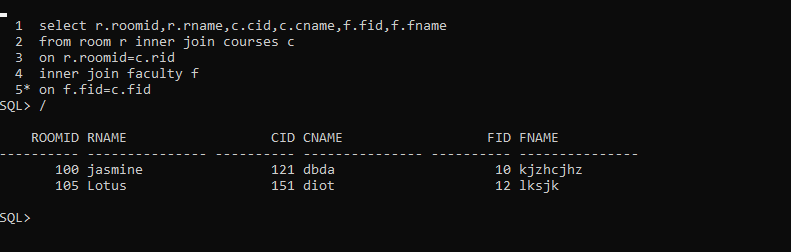 1  select r.roomid,r.rname,c.cid,c.cname,f.fid,f.fname
2  from room r inner join courses c
3  on r.roomid=c.rid
4  inner join faculty f
5* on f.fid=c.fid
SQL> /
ROOMID RNAME                  CID CNAME                  FID FNAME
---------- --------------- ---------- --------------- ---------- ---------------
100 jasmine                121 dbda                    10 kjzhcjhz
105 Lotus                  151 diot                    12 lksjk
SQL>